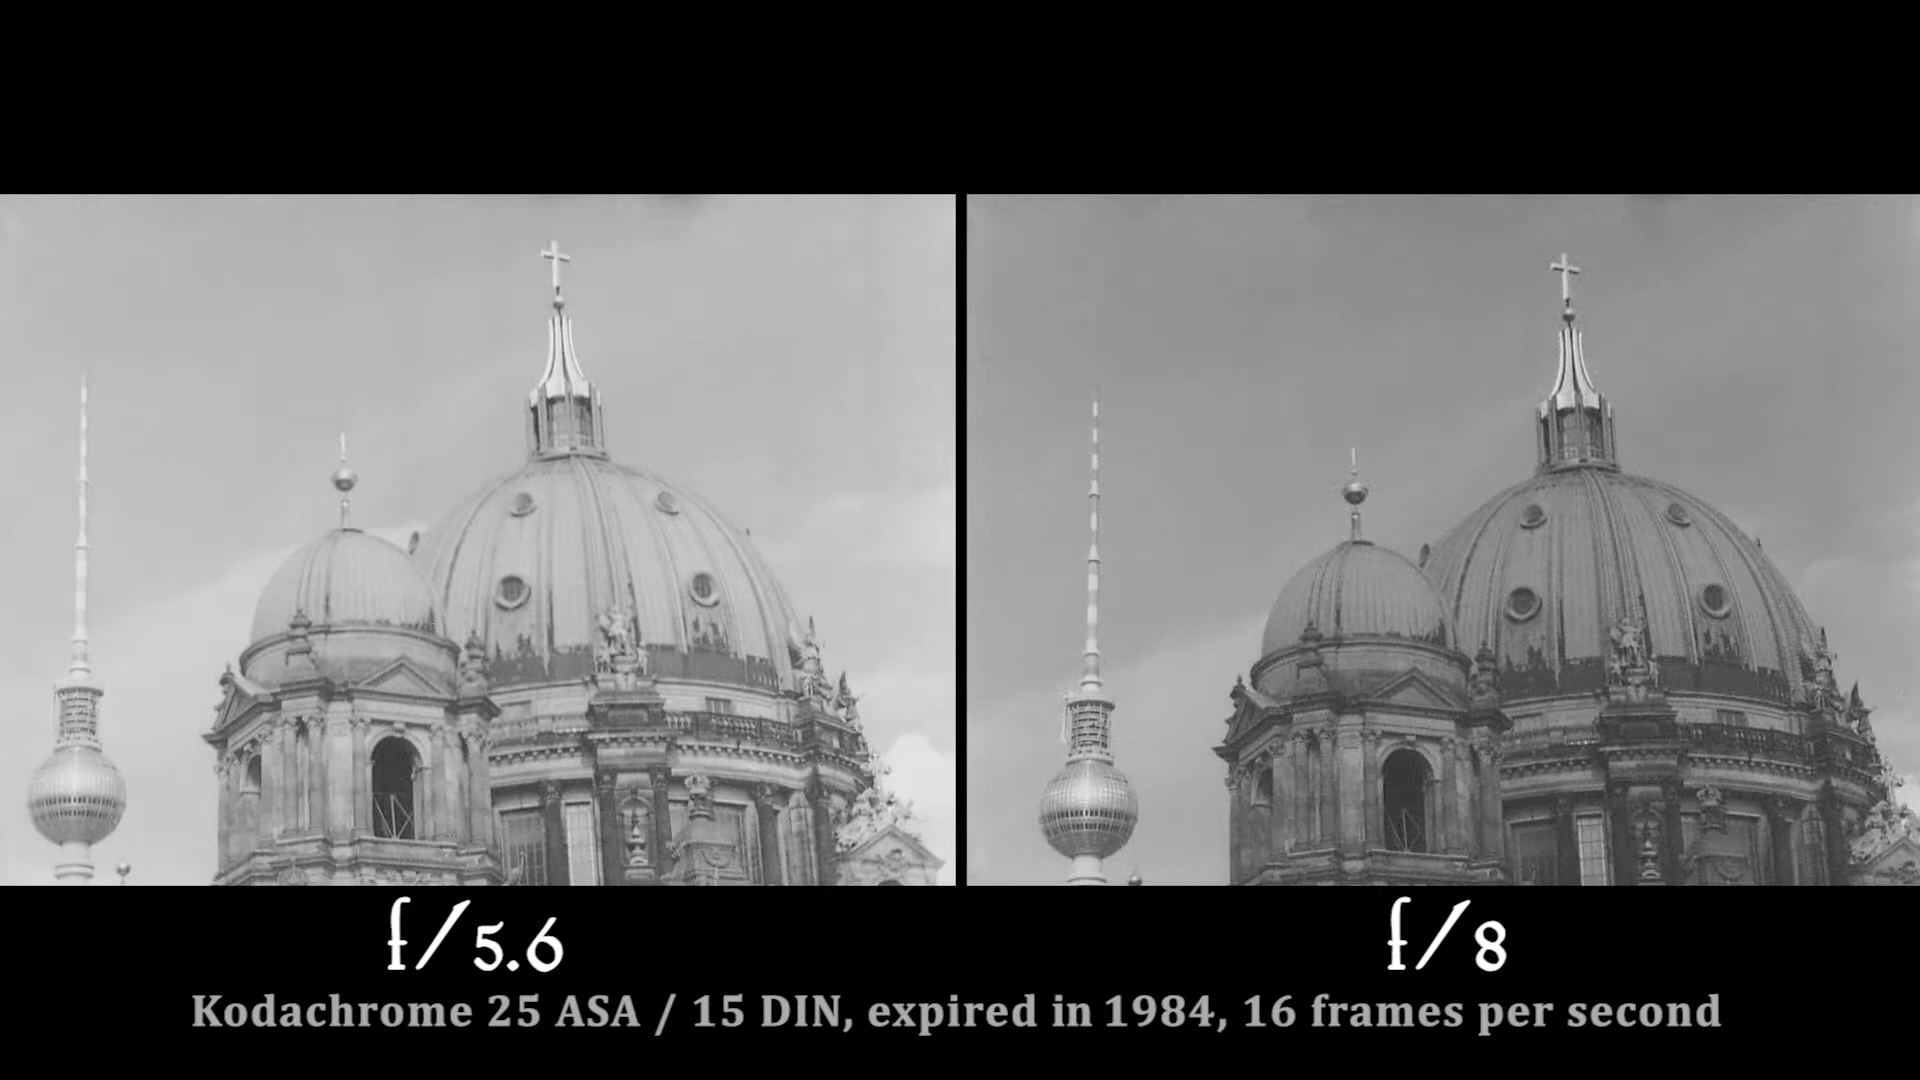 f/5.6
f/8
Kodachrome 25 ASA / 15 DIN, expired in 1984, 16 frames per second